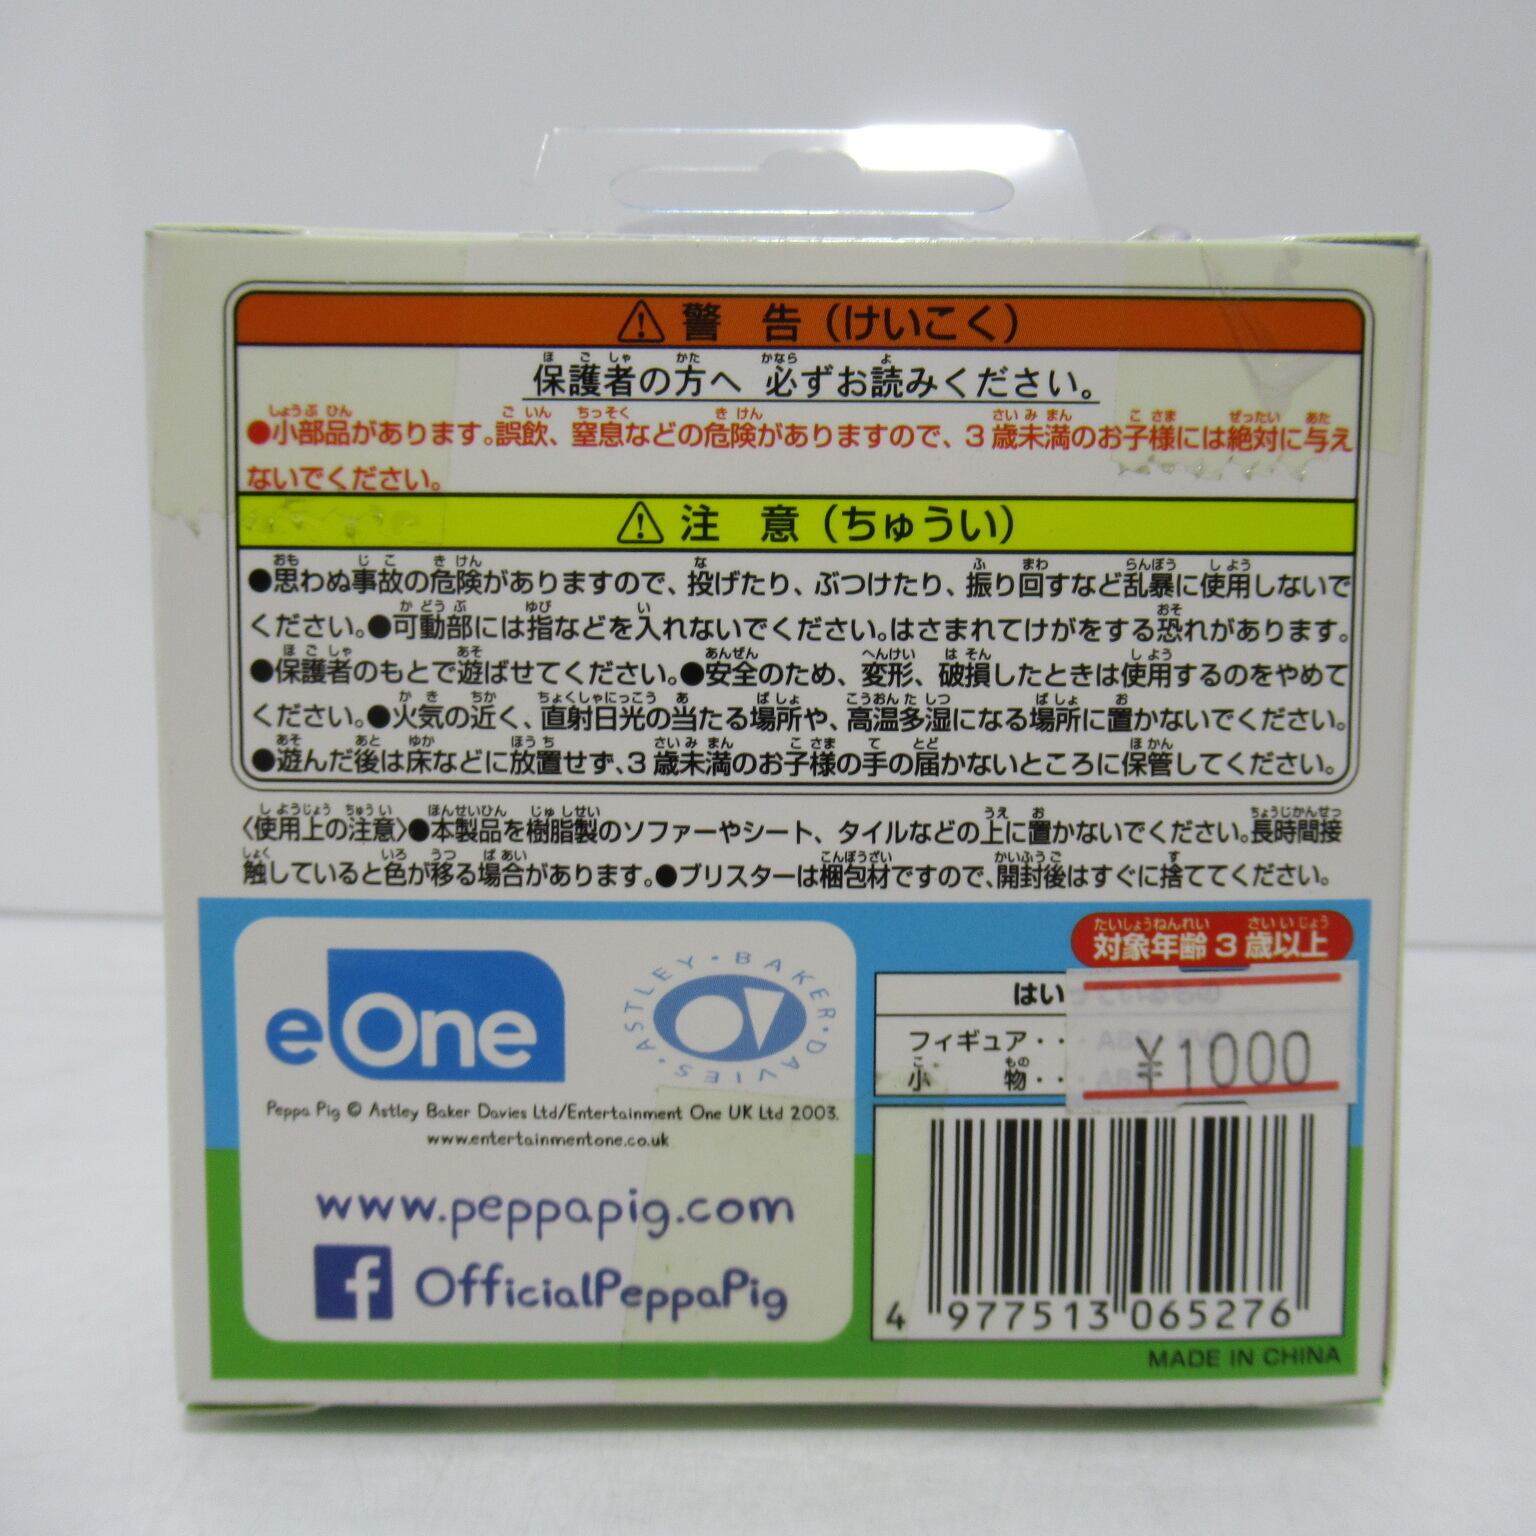 ⚠ 警 告 (けいこく)
保護者の方へ 必ずお読みください。
●小部品があります。誤飲、窒息などの危険がありますので、3歳未満のお子様には絶対に与え
ないでください。
⚠ 注 意 (ちゅうい)
●思わぬ事故の危険がありますので、投げたり、ぶつけたり、振り回すなど乱暴に使用しないで
ください。●可動部には指などを入れないでください。はさまれてけがをする恐れがあります。
●保護者のもとで遊ばせてください。●安全のため、変形、破損したときは使用するのをやめて
ください。●火気の近く、直射日光の当たる場所や、高温多湿になる場所に置かないでください。
●遊んだ後は床などに放置せず、3歳未満のお子様の手の届かないところに保管してください。
〈使用上の注意〉●本製品を樹脂製のソファーやシート、タイルなどの上に置かないでください。長時間接
触していると色が移る場合があります。●ブリスターは梱包材ですので、開封後はすぐに捨ててください。
対象年齢3歳以上
eOne
ASTLEY・BAKER・DAVIES
Peppa Pig © Astley Baker Davies Ltd/Entertainment One UK Ltd 2003.
www.entertainmentone.co.uk
www.peppapig.com
f OfficialPeppaPig
はい
フィギュア・・・
小 物・・・
¥1000
4 977513 065276
MADE IN CHINA